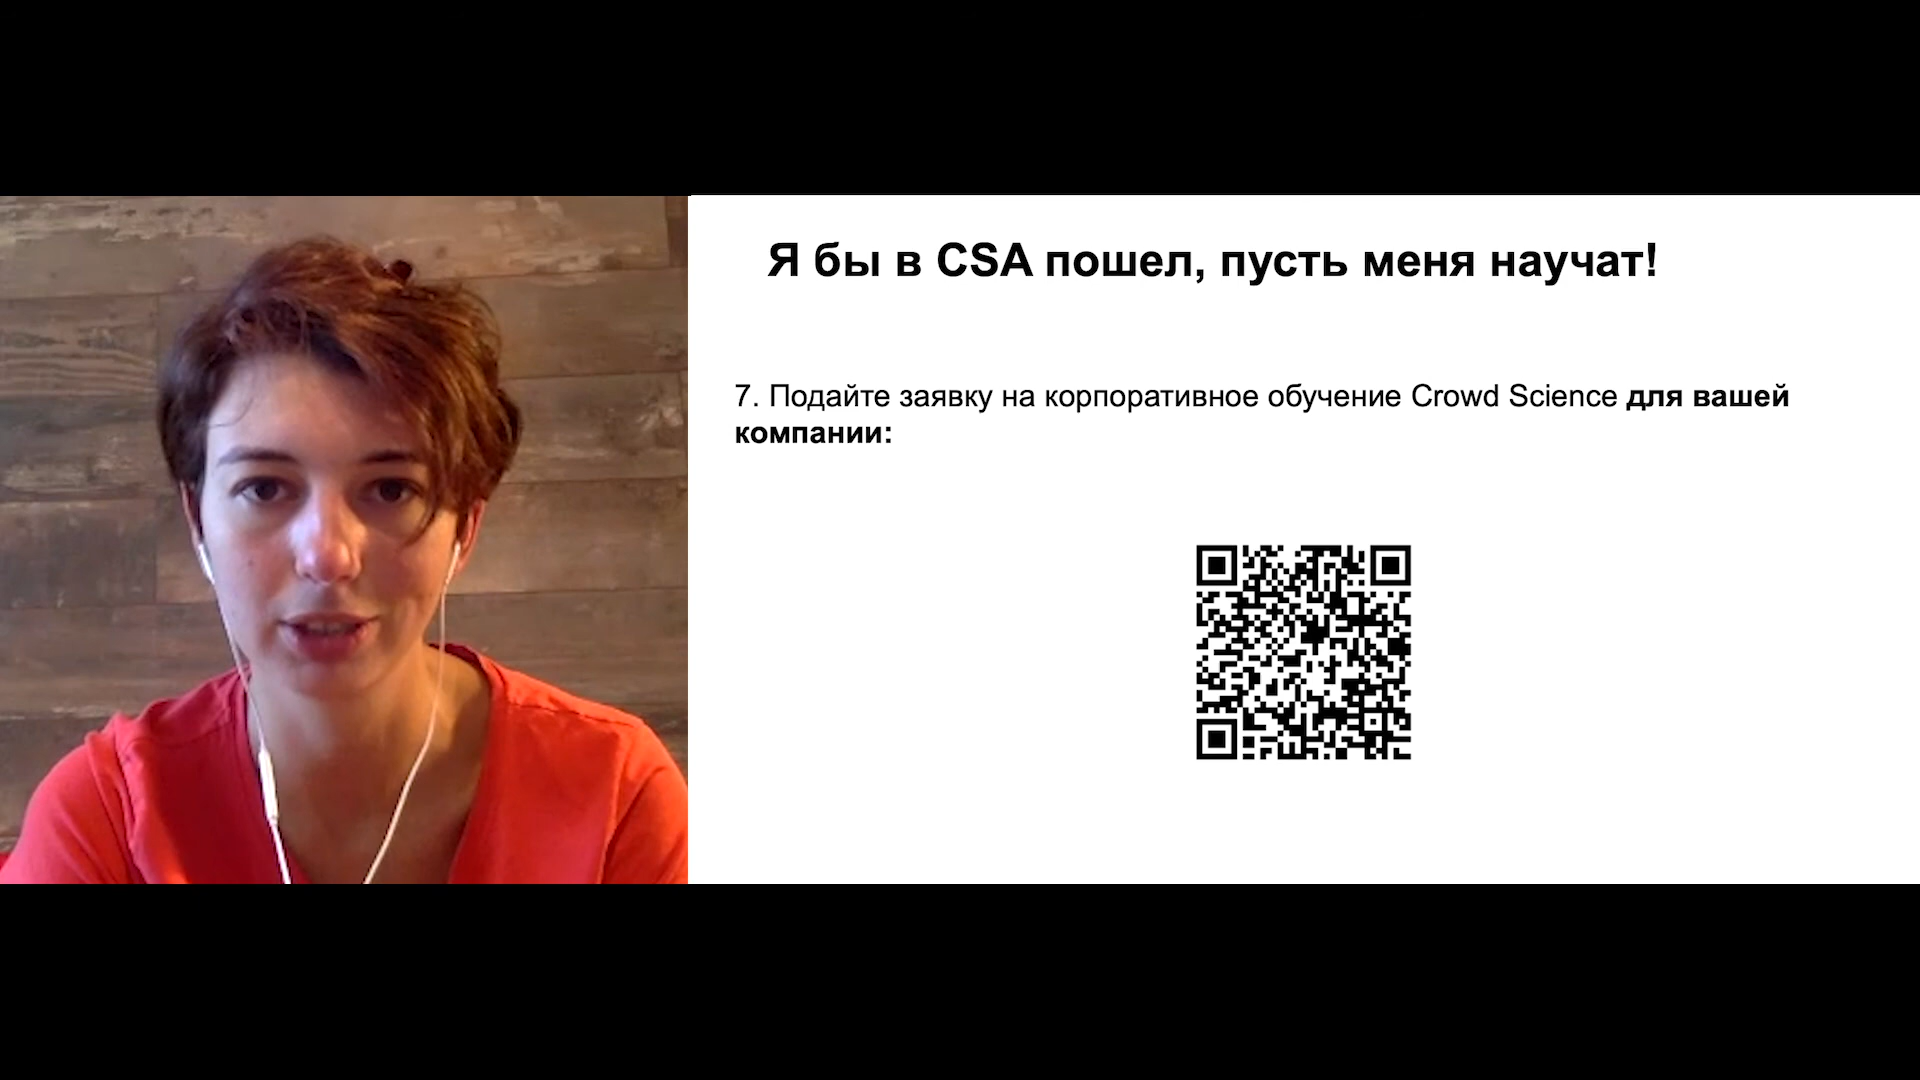 Я бы в CSA пошел, пусть меня научат!
7. Подайте заявку на корпоративное обучение Crowd Science для вашей
компании: